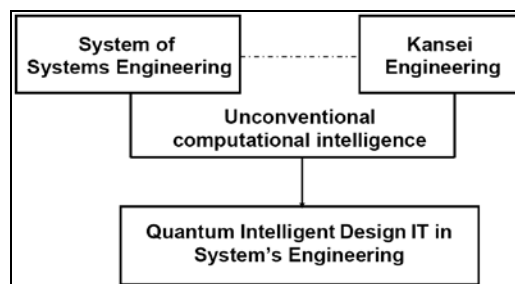 System of
Systems Engineering
Kansei
Engineering
Unconventional
computational intelligence
Quantum Intelligent Design IT in
System's Engineering